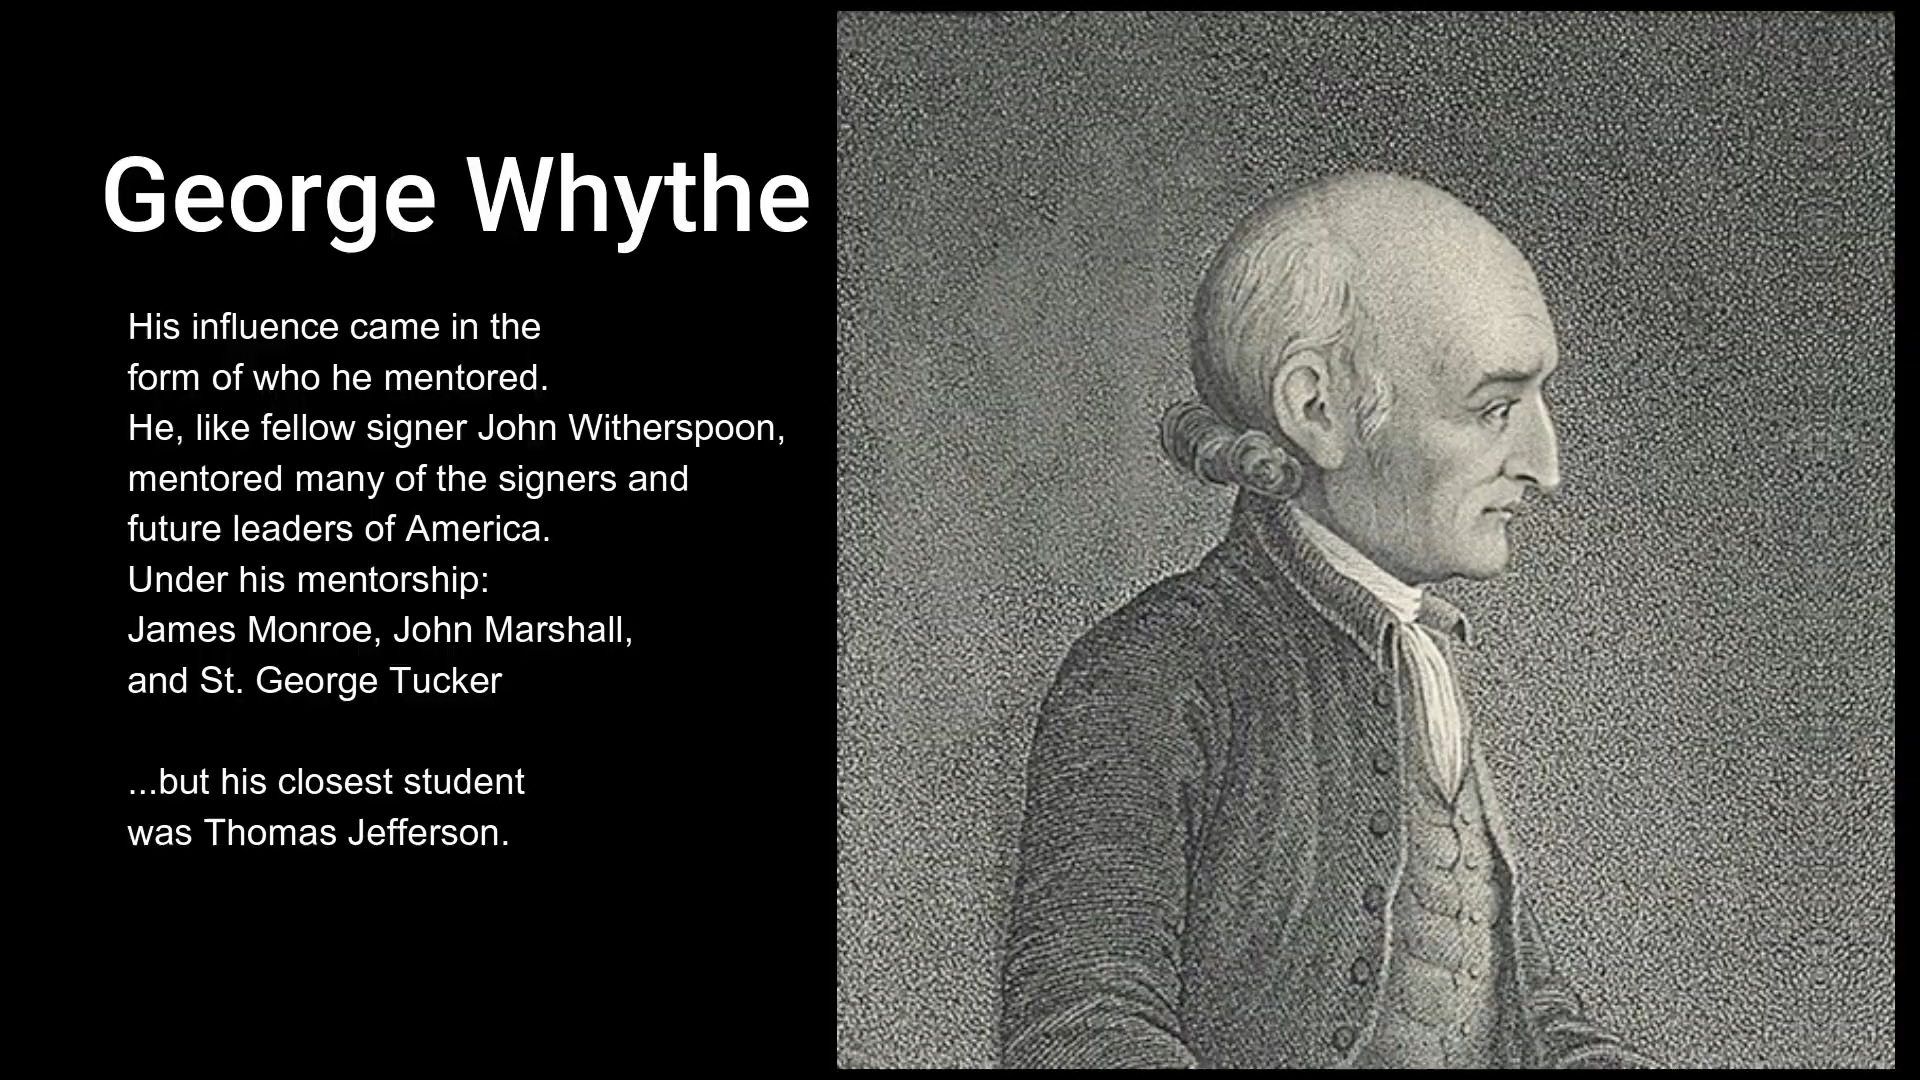 George Whythe
His influence came in the
form of who he mentored.
He, like fellow signer John Witherspoon,
mentored many of the signers and
future leaders of America.
Under his mentorship:
James Monroe, John Marshall,
and St. George Tucker
...but his closest student
was Thomas Jefferson.